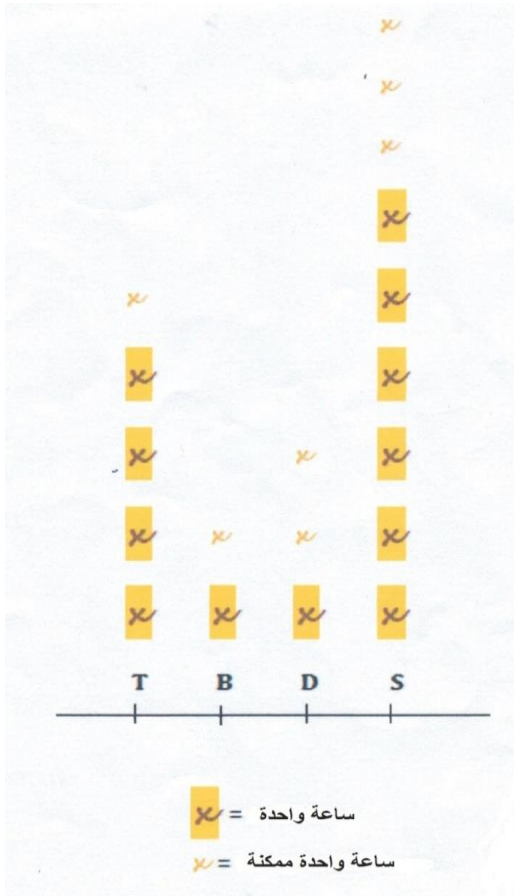 T B D S
x = ساعة واحدة
x = ساعة واحدة ممكنة